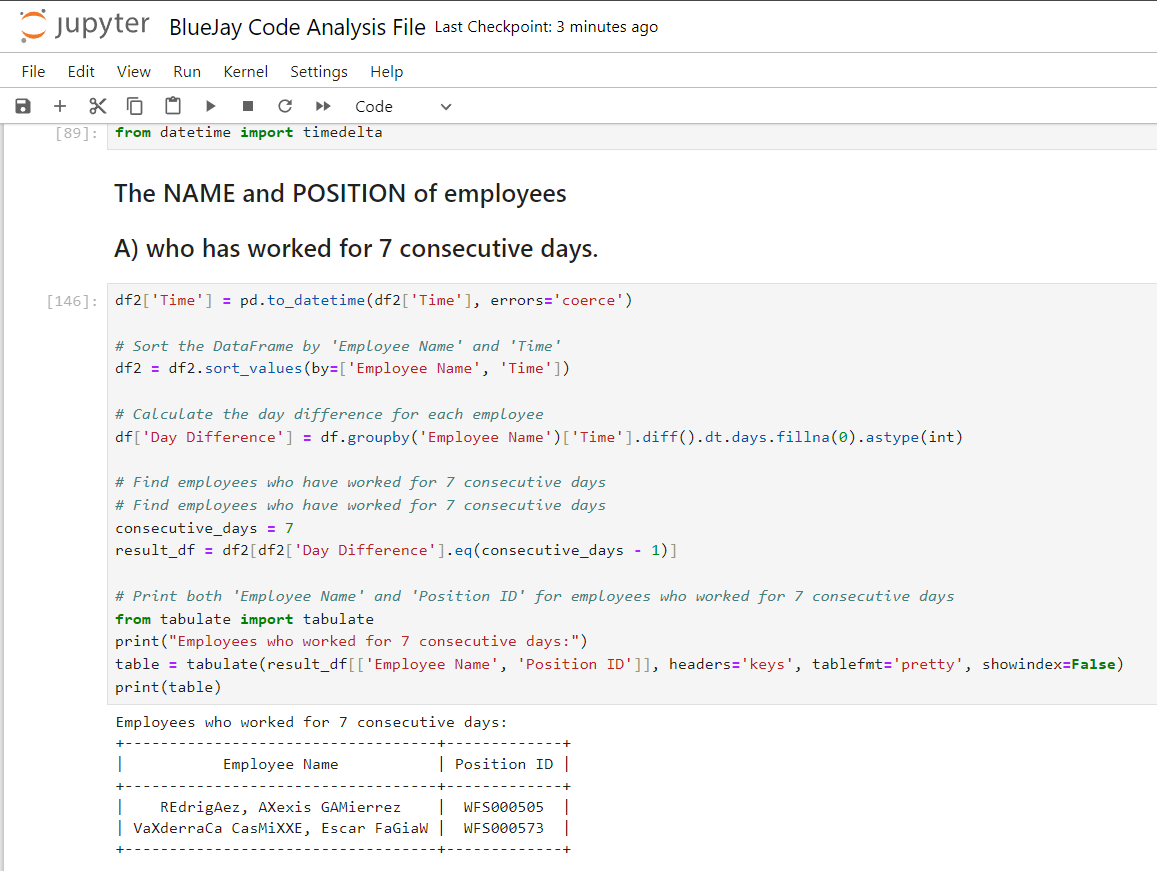 jupyter BlueJay Code Analysis File Last Checkpoint: 3 minutes ago
File Edit View Run Kernel Settings Help
Code
[89]: from datetime import timedelta
The NAME and POSITION of employees
A) who has worked for 7 consecutive days.
[146]: df2['Time'] = pd.to_datetime(df2['Time'], errors='coerce')
# Sort the DataFrame by 'Employee Name' and 'Time'
df2 = df2.sort_values(by=['Employee Name', 'Time'])
# Calculate the day difference for each employee
df['Day Difference'] = df.groupby('Employee Name')['Time'].diff().dt.days.fillna(0).astype(int)
# Find employees who have worked for 7 consecutive days
# Find employees who have worked for 7 consecutive days
consecutive_days = 7
result_df = df2[df2['Day Difference'].eq(consecutive_days - 1)]
# Print both 'Employee Name' and 'Position ID' for employees who worked for 7 consecutive days
from tabulate import tabulate
print("Employees who worked for 7 consecutive days:")
table = tabulate(result_df[['Employee Name', 'Position ID']], headers='keys', tablefmt='pretty', showindex=False)
print(table)
Employees who worked for 7 consecutive days:
+-----------------------------------+-------------+
| Employee Name | Position ID |
+-----------------------------------+-------------+
| REdrigAez, AXexis GAMierrez | WFS000505 |
| VaXderraCa CasMiXXE, Escar FaGiaW | WFS000573 |
+-----------------------------------+-------------+